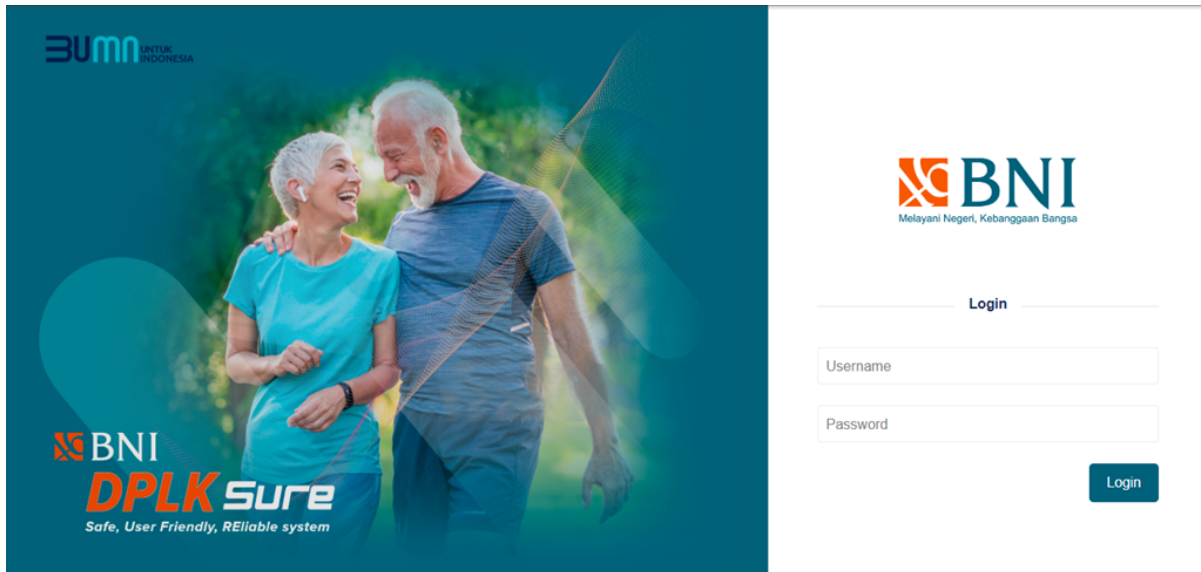 BUMN UNTUK
INDONESIA
BNI
DPLK Sure
Safe, User Friendly, REliable system
BNI
Melayani Negeri, Kebanggaan Bangsa
Login
Username
Password
Login